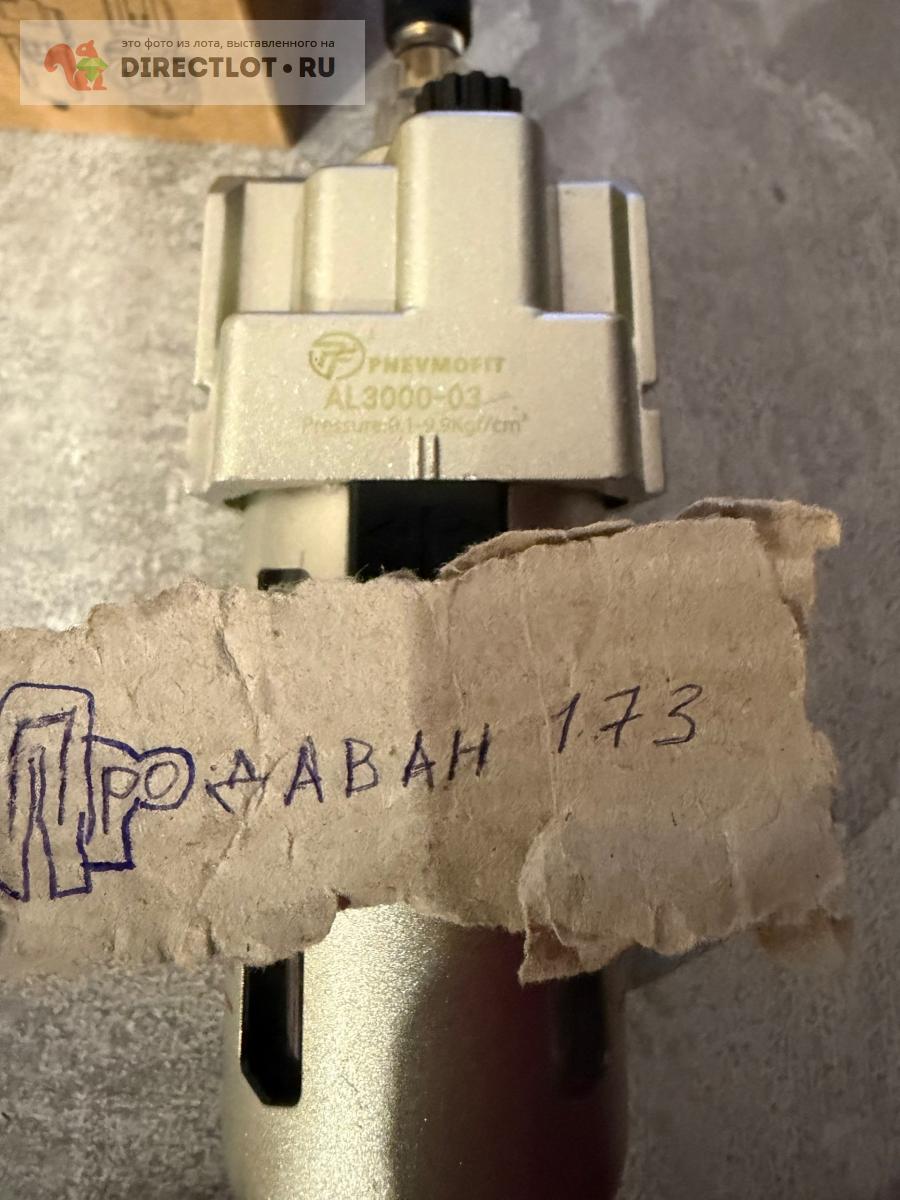 это фото из лота, выставленного на
DIRECTLOT•RU
PNEVMOFIT
AL3000-03
Pressure:0.1-9.9Kgf/cm²
ПроДАВАН 173